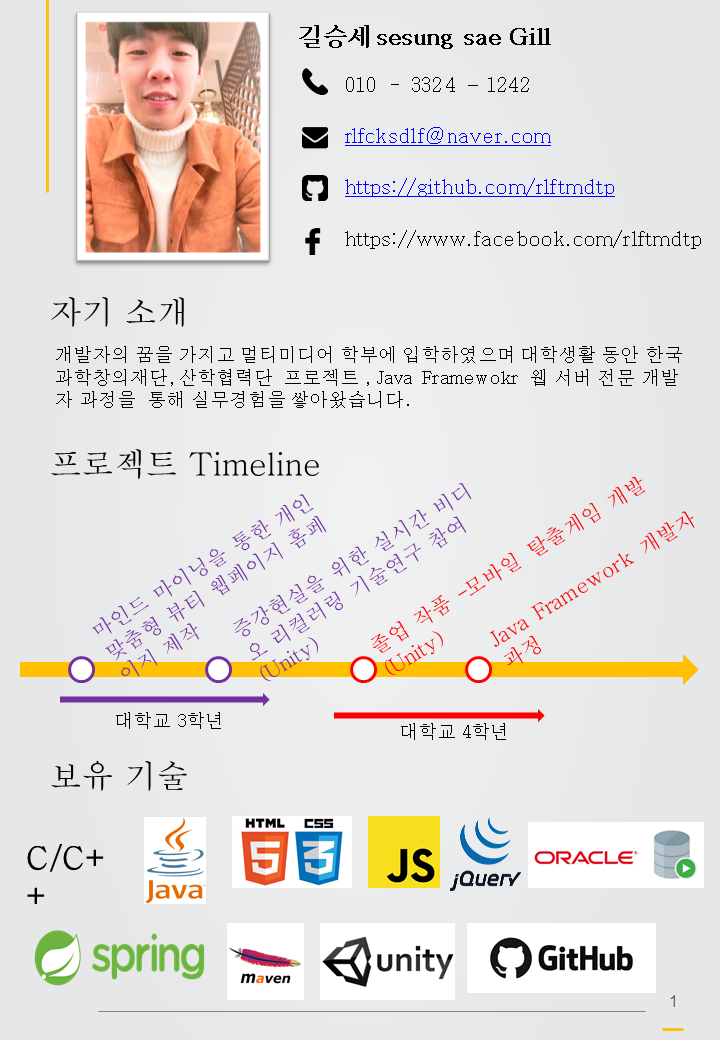 길승세 sesung sae Gill
010 - 3324 – 1242
rlfcksdlf@naver.com
https://github.com/rlftmdtp
https://www.facebook.com/rlftmdtp
자기 소개
개발자의 꿈을 가지고 멀티미디어 학부에 입학하였으며 대학생활 동안 한국
과학창의재단, 산학협력단 프로젝트 , Java Framewokr 웹 서버 전문 개발
자 과정을 통해 실무경험을 쌓아왔습니다.
프로젝트 Timeline
마인드 마이닝을 통한 개인
맞춤형 뷰티 웹페이지 홈페
이지 제작
증강현실을 위한 실시간 비디
오 리컬러링 기술연구 참여
(Unity)
졸업 작품 –모바일 탈출게임 개발
(Unity)
Java Framework 개발자
과정
대학교 3학년
대학교 4학년
보유 기술
C/C+
+
Java
HTML
5
CSS
3
JS
jQuery
ORACLE
spring
maven
unity
GitHub
1